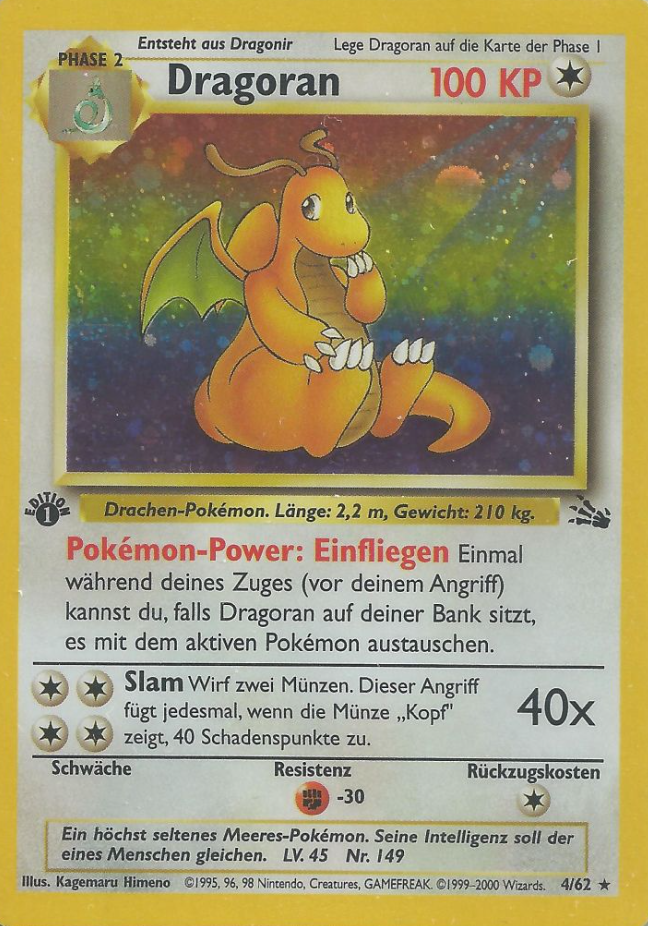 Entsteht aus Dragonir Lege Dragoran auf die Karte der Phase 1
PHASE 2
Dragoran 100 KP
EDITION
1
Drachen-Pokémon. Länge: 2,2 m, Gewicht: 210 kg.
Pokémon-Power: Einfliegen Einmal
während deines Zuges (vor deinem Angriff)
kannst du, falls Dragoran auf deiner Bank sitzt,
es mit dem aktiven Pokémon austauschen.
Slam Wirf zwei Münzen. Dieser Angriff
fügt jedesmal, wenn die Münze „Kopf"
zeigt, 40 Schadenspunkte zu.
40x
Schwäche Resistenz Rückzugskosten
-30
Ein höchst seltenes Meeres-Pokémon. Seine Intelligenz soll der
eines Menschen gleichen. LV. 45 Nr. 149
Illus. Kagemaru Himeno ©1995, 96, 98 Nintendo, Creatures, GAMEFREAK. ©1999-2000 Wizards. 4/62 ★